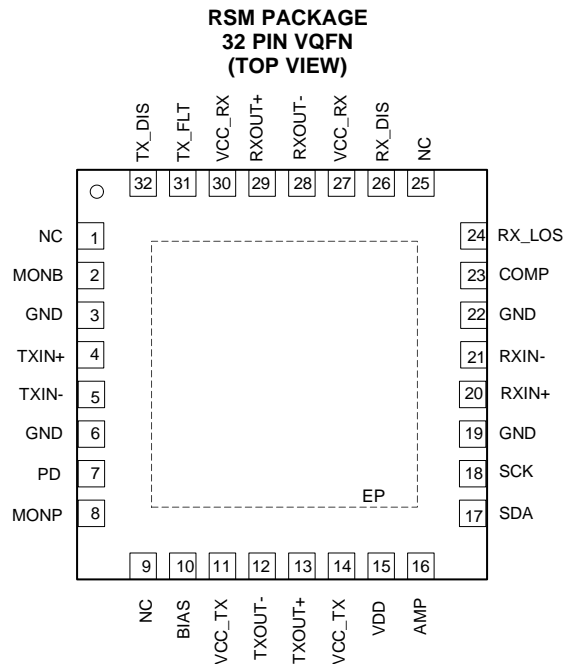 RSM PACKAGE
32 PIN VQFN
(TOP VIEW)
TX_DIS TX_FLT VCC_RX RXOUT+ RXOUT- VCC_RX RX_DIS NC
32 31 30 29 28 27 26 25
NC 1 24 RX_LOS
MONB 2 23 COMP
GND 3 22 GND
TXIN+ 4 21 RXIN-
TXIN- 5 20 RXIN+
GND 6 19 GND
PD 7 18 SCK
EP
MONP 8 17 SDA
9 10 11 12 13 14 15 16
NC BIAS VCC_TX TXOUT- TXOUT+ VCC_TX VDD AMP